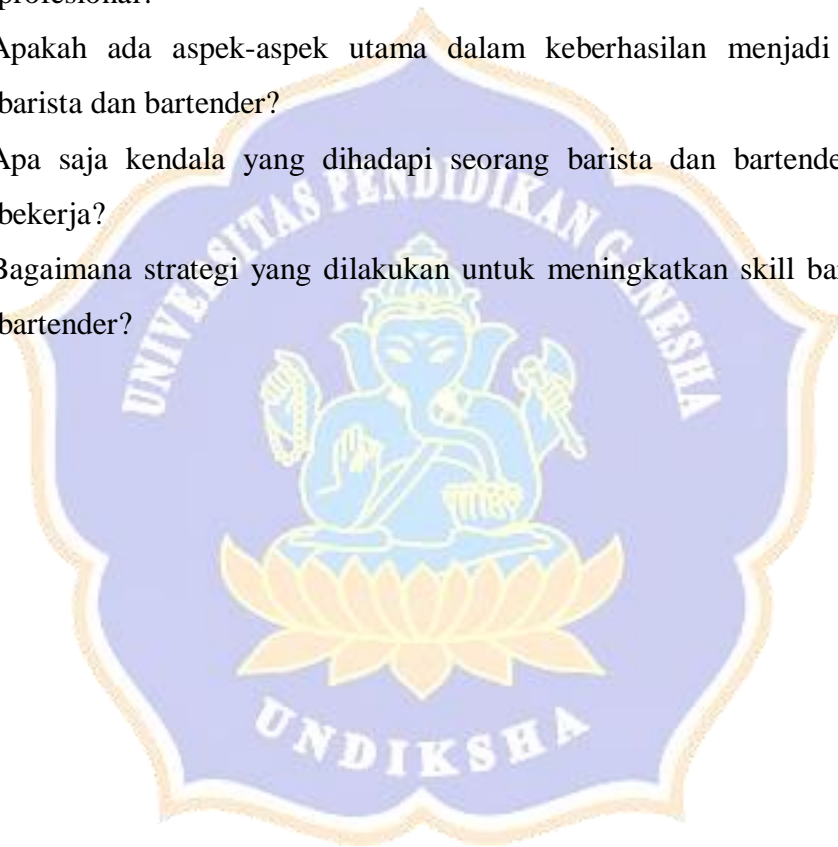 profesional?
Apakah ada aspek-aspek utama dalam keberhasilan menjadi
barista dan bartender?
Apa saja kendala yang dihadapi seorang barista dan bartende
bekerja?
Bagaimana strategi yang dilakukan untuk meningkatkan skill ba
bartender?
UNIVERSITAS PENDIDIKAN GANESHA
UNDIKSHA